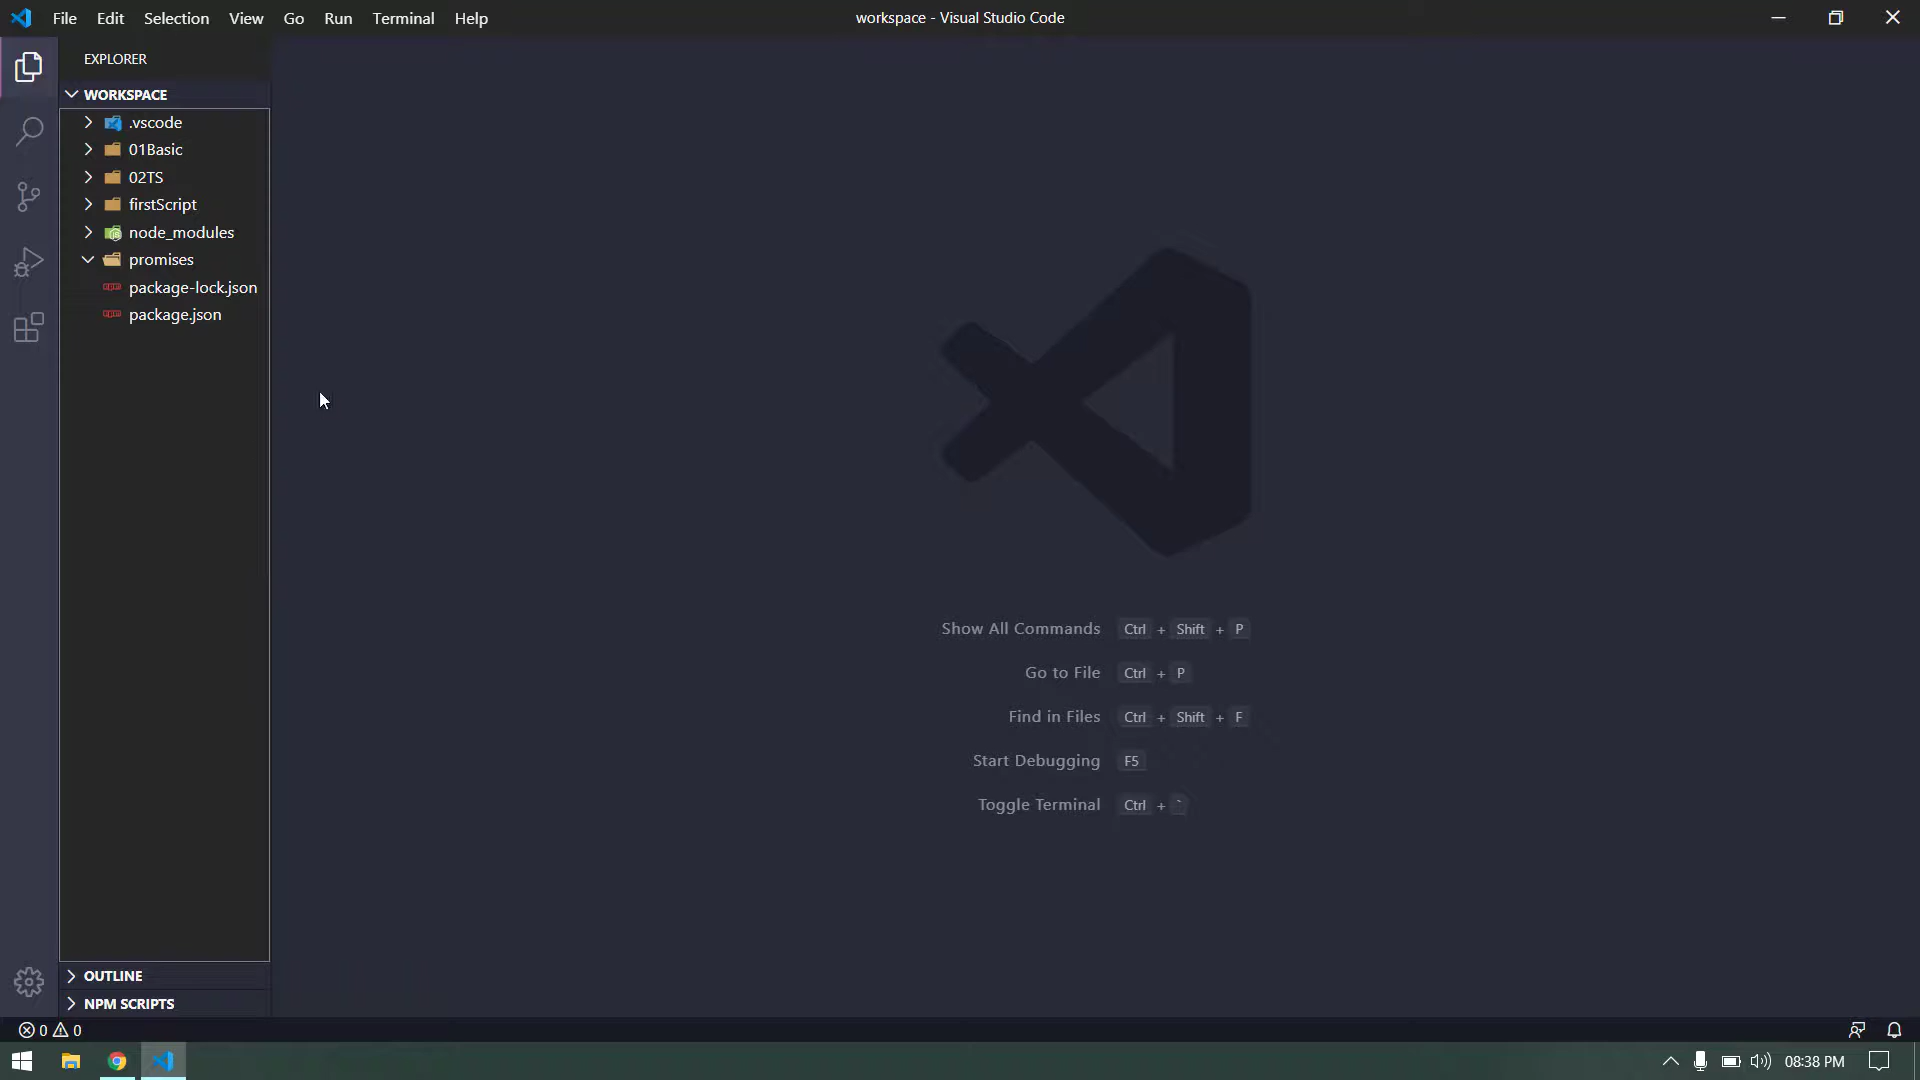 File Edit Selection View Go Run Terminal Help
workspace - Visual Studio Code
EXPLORER
WORKSPACE
.vscode
01Basic
02TS
firstScript
node_modules
promises
package-lock.json
package.json
Show All Commands Ctrl + Shift + P
Go to File Ctrl + P
Find in Files Ctrl + Shift + F
Start Debugging F5
Toggle Terminal Ctrl + `
OUTLINE
NPM SCRIPTS
0 0
08:38 PM